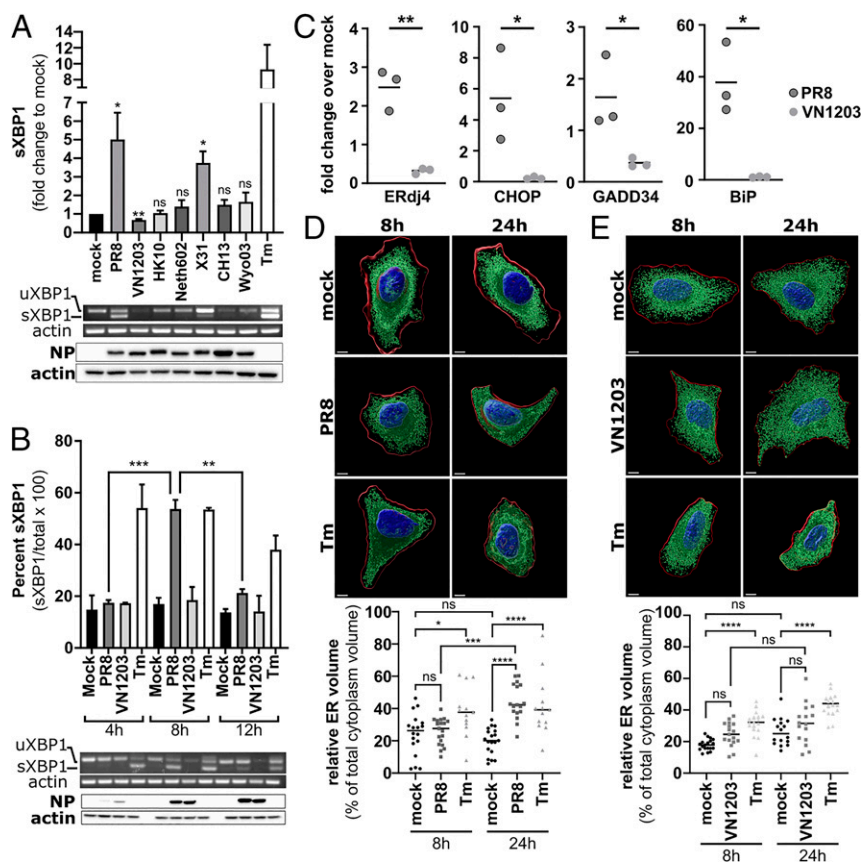 A
sXBP1
(fold change to mock)
14
12
10
8
6
4
2
1
0
*
**
ns
ns
*
ns
ns
mock
PR8
VN1203
HK10
Neth602
X31
CH13
Wyo03
Tm
uXBP1
sXBP1
actin
NP
actin
B
Percent sXBP1
(sXBP1/total x 100)
80
60
40
20
0
***
**
Mock
PR8
VN1203
Tm
Mock
PR8
VN1203
Tm
Mock
PR8
VN1203
Tm
4h
8h
12h
uXBP1
sXBP1
actin
NP
actin
C
fold change over mock
4
3
2
1
0
**
ERdj4
10
8
6
4
2
0
*
CHOP
3
2
1
0
*
GADD34
60
40
20
0
*
BiP
PR8
VN1203
D
8h
24h
mock
PR8
Tm
relative ER volume
(% of total cytoplasm volume)
100
80
60
40
20
0
ns
*
****
***
ns
****
mock
PR8
Tm
mock
PR8
Tm
8h
24h
E
8h
24h
mock
VN1203
Tm
relative ER volume
(% of total cytoplasm volume)
100
80
60
40
20
0
ns
****
****
ns
ns
ns
mock
VN1203
Tm
mock
VN1203
Tm
8h
24h